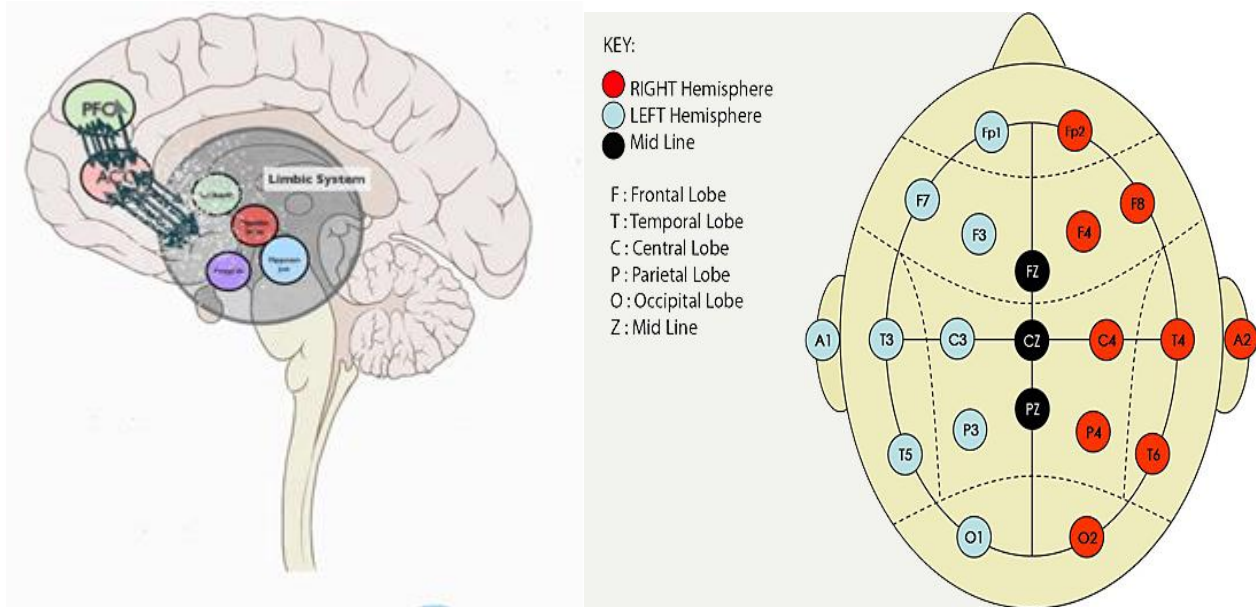 PFC
ACC
Limbic System
KEY:
RIGHT Hemisphere
LEFT Hemisphere
Mid Line
F : Frontal Lobe
T : Temporal Lobe
C : Central Lobe
P : Parietal Lobe
O : Occipital Lobe
Z : Mid Line
Fp1 Fp2
F7 F8
F3 F4
FZ
A1 T3 C3 CZ C4 T4 A2
PZ
P3 P4
T5 T6
O1 O2